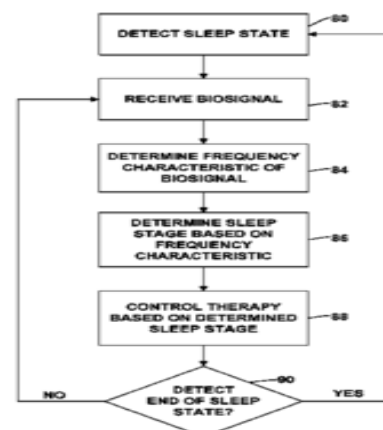 DETECT SLEEP STATE
80
RECEIVE BIOSIGNAL
82
DETERMINE FREQUENCY
CHARACTERISTIC OF
BIOSIGNAL
84
DETERMINE SLEEP
STAGE BASED ON
FREQUENCY
CHARACTERISTIC
86
CONTROL THERAPY
BASED ON DETERMINED
SLEEP STAGE
88
90
DETECT
END OF SLEEP
STATE?
NO
YES